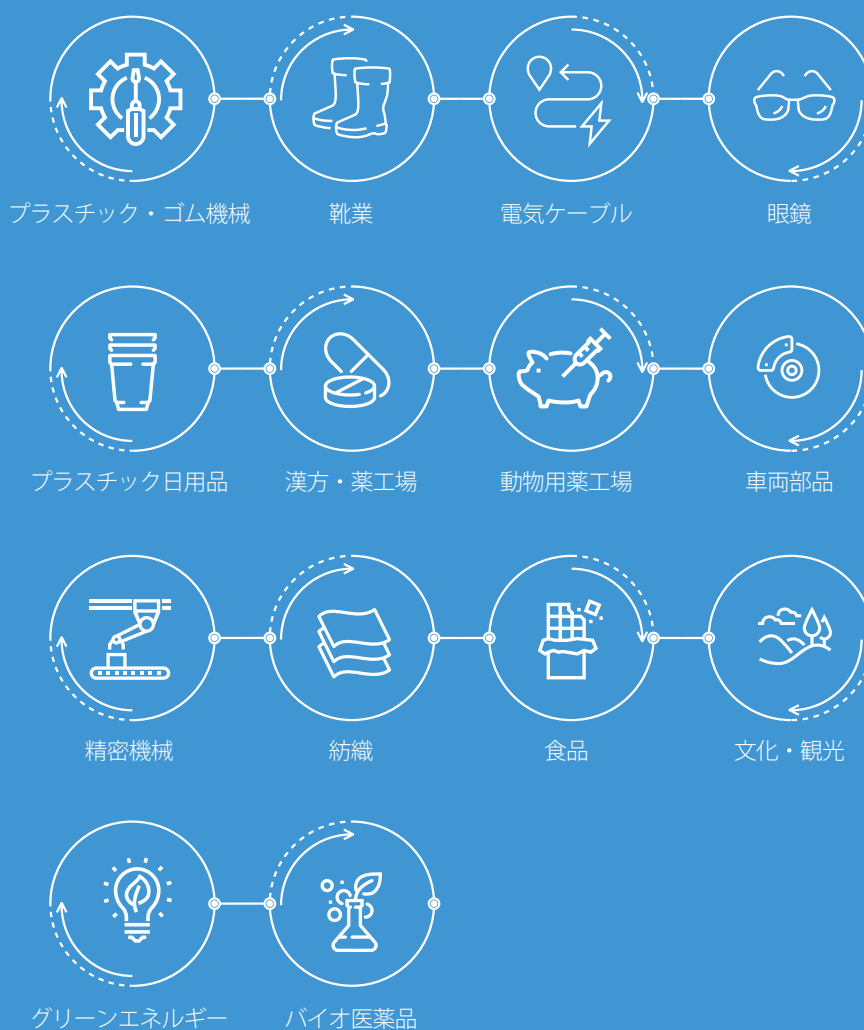 プラスチック・ゴム機械
靴業
電気ケーブル
眼鏡
プラスチック日用品
漢方・薬工場
動物用薬工場
車両部品
精密機械
紡織
食品
文化・観光
グリーンエネルギー
バイオ医薬品